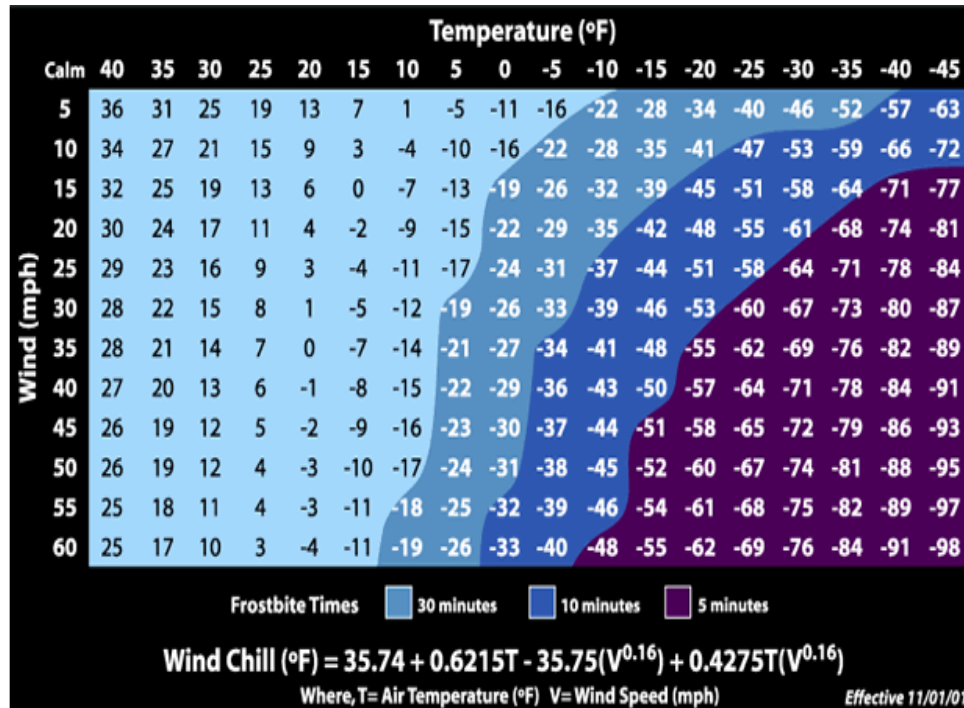 Temperature (ºF)
Calm 40 35 30 25 20 15 10 5 0 -5 -10 -15 -20 -25 -30 -35 -40 -45
5 36 31 25 19 13 7 1 -5 -11 -16 -22 -28 -34 -40 -46 -52 -57 -63
10 34 27 21 15 9 3 -4 -10 -16 -22 -28 -35 -41 -47 -53 -59 -66 -72
15 32 25 19 13 6 0 -7 -13 -19 -26 -32 -39 -45 -51 -58 -64 -71 -77
20 30 24 17 11 4 -2 -9 -15 -22 -29 -35 -42 -48 -55 -61 -68 -74 -81
25 29 23 16 9 3 -4 -11 -17 -24 -31 -37 -44 -51 -58 -64 -71 -78 -84
30 28 22 15 8 1 -5 -12 -19 -26 -33 -39 -46 -53 -60 -67 -73 -80 -87
35 28 21 14 7 0 -7 -14 -21 -27 -34 -41 -48 -55 -62 -69 -76 -82 -89
40 27 20 13 6 -1 -8 -15 -22 -29 -36 -43 -50 -57 -64 -71 -78 -84 -91
45 26 19 12 5 -2 -9 -16 -23 -30 -37 -44 -51 -58 -65 -72 -79 -86 -93
50 26 19 12 4 -3 -10 -17 -24 -31 -38 -45 -52 -60 -67 -74 -81 -88 -95
55 25 18 11 4 -3 -11 -18 -25 -32 -39 -46 -54 -61 -68 -75 -82 -89 -97
60 25 17 10 3 -4 -11 -19 -26 -33 -40 -48 -55 -62 -69 -76 -84 -91 -98
Wind (mph)
Frostbite Times 30 minutes 10 minutes 5 minutes
Wind Chill (ºF) = 35.74 + 0.6215T - 35.75(V0.16) + 0.4275T(V0.16)
Where, T= Air Temperature (ºF) V= Wind Speed (mph) Effective 11/01/01